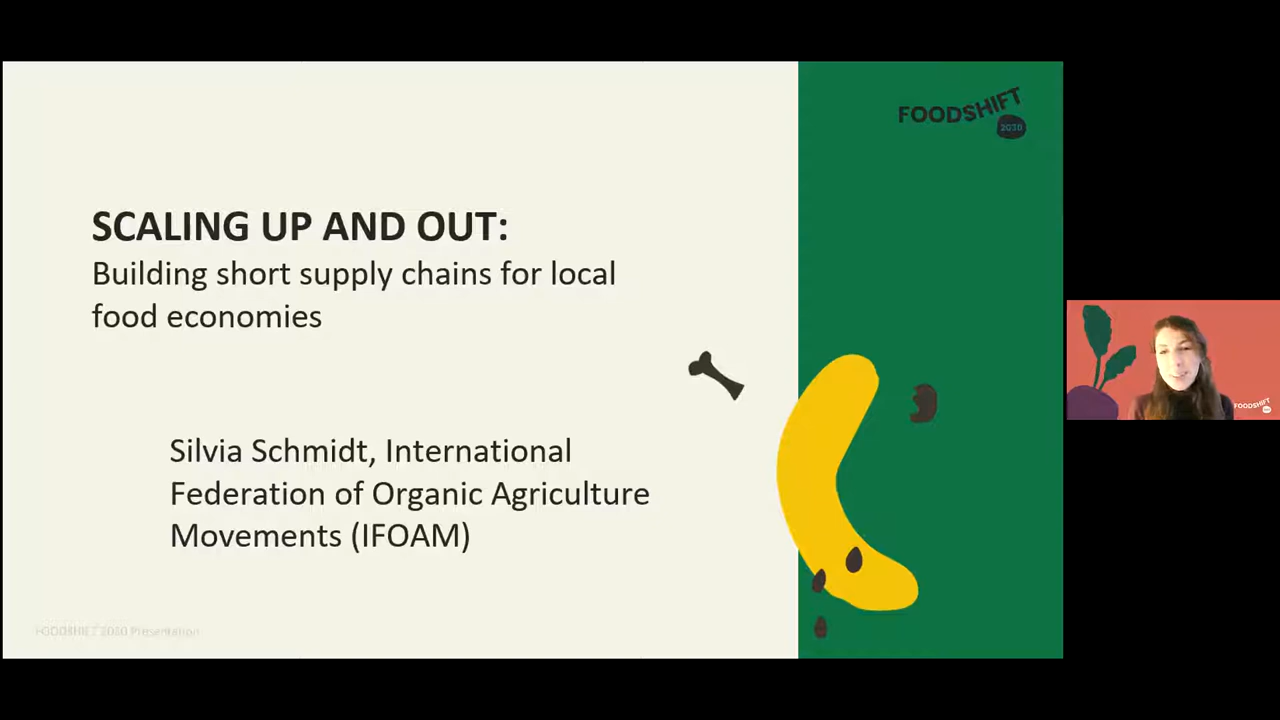 FOODSHIFT
2030
SCALING UP AND OUT:
Building short supply chains for local
food economies
Silvia Schmidt, International
Federation of Organic Agriculture
Movements (IFOAM)
FOODSHIFT 2030 Presentation
FOODSHIFT